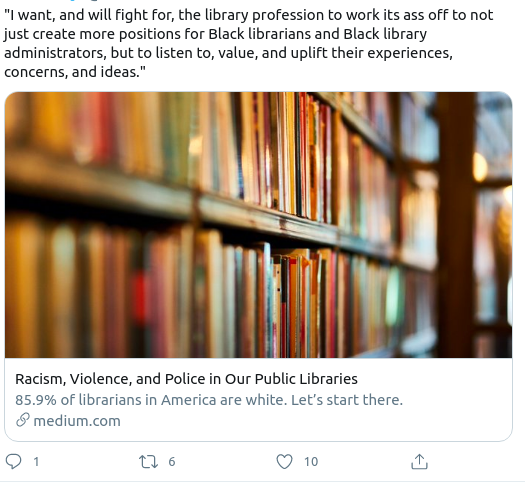 "I want, and will fight for, the library profession to work its ass off to not
just create more positions for Black librarians and Black library
administrators, but to listen to, value, and uplift their experiences,
concerns, and ideas."
Racism, Violence, and Police in Our Public Libraries
85.9% of librarians in America are white. Let's start there.
medium.com
1 6 10